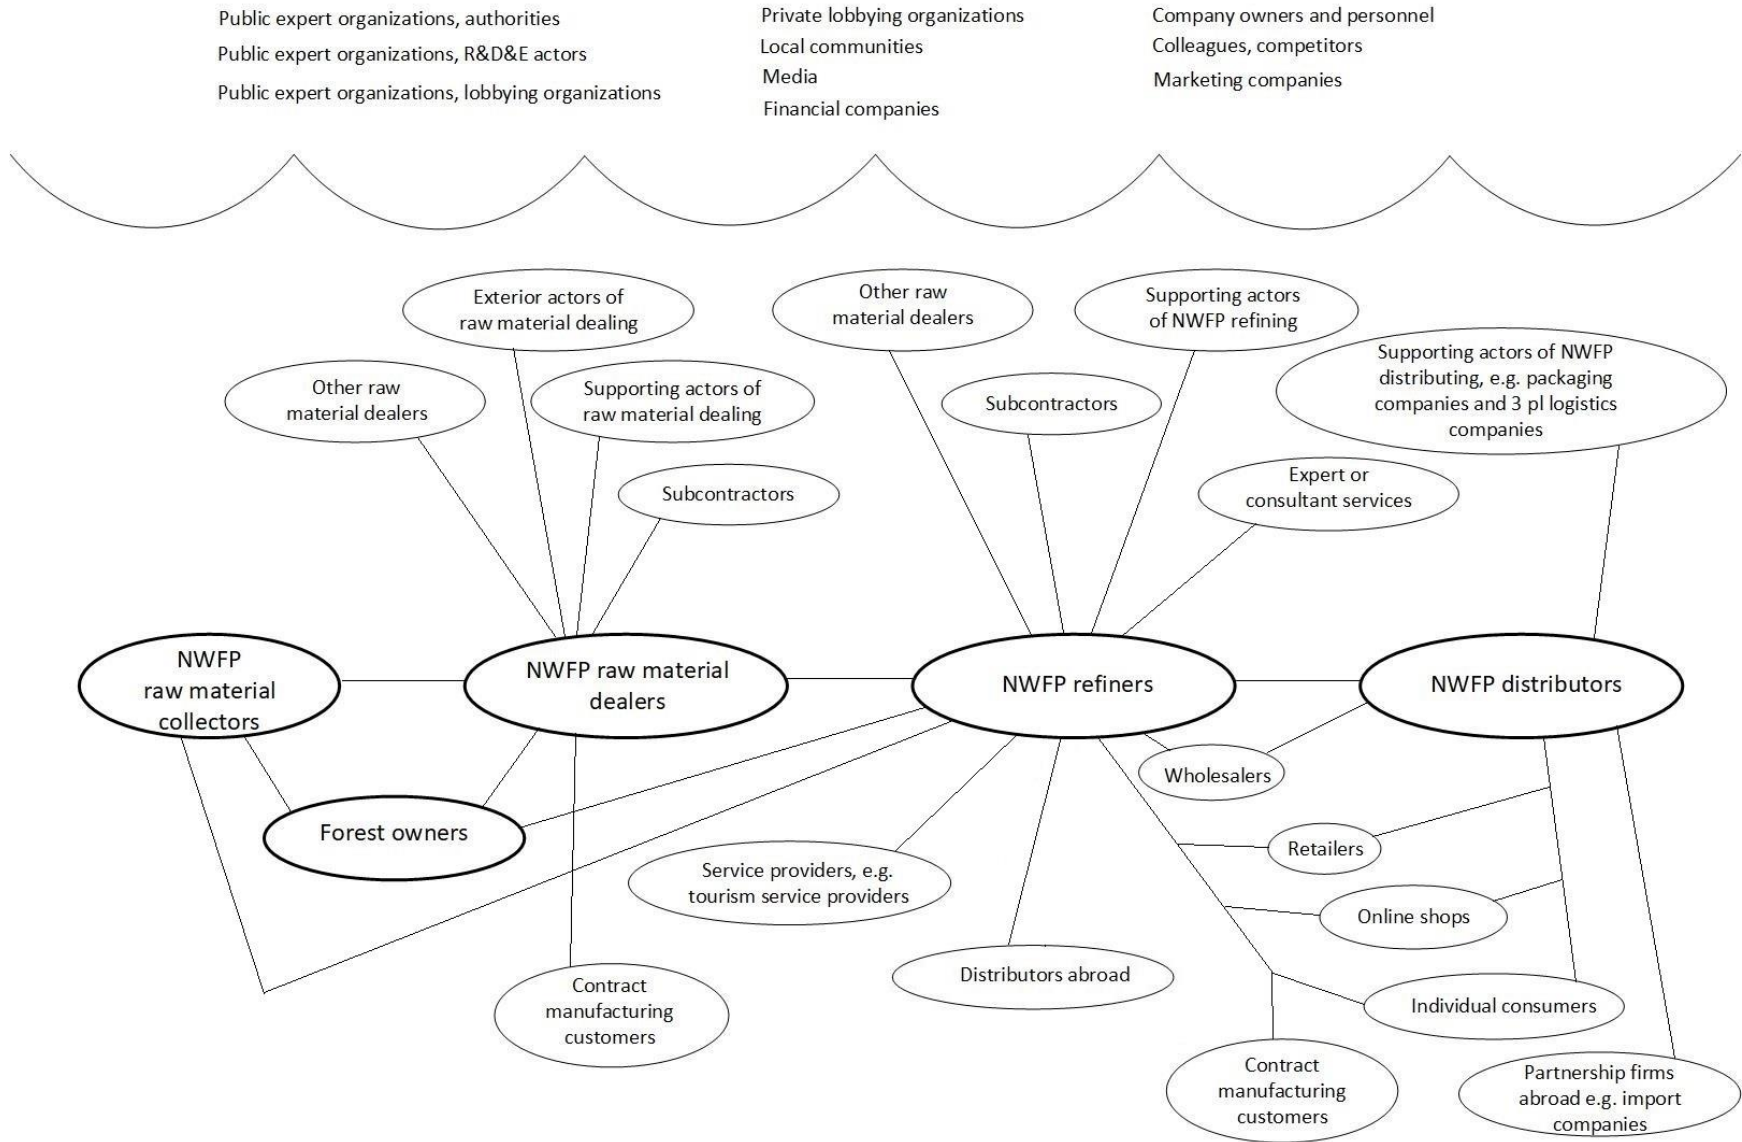 Public expert organizations, authorities
Public expert organizations, R&D&E actors
Public expert organizations, lobbying organizations
Private lobbying organizations
Local communities
Media
Financial companies
Company owners and personnel
Colleagues, competitors
Marketing companies
Exterior actors of
raw material dealing
Other raw
material dealers
Supporting actors
of NWFP refining
Other raw
material dealers
Supporting actors of
raw material dealing
Subcontractors
Supporting actors of NWFP
distributing, e.g. packaging
companies and 3 pl logistics
companies
Subcontractors
Expert or
consultant services
NWFP
raw material
collectors
NWFP raw material
dealers
NWFP refiners
NWFP distributors
Forest owners
Wholesalers
Retailers
Service providers, e.g.
tourism service providers
Online shops
Distributors abroad
Individual consumers
Contract
manufacturing
customers
Contract
manufacturing
customers
Partnership firms
abroad e.g. import
companies